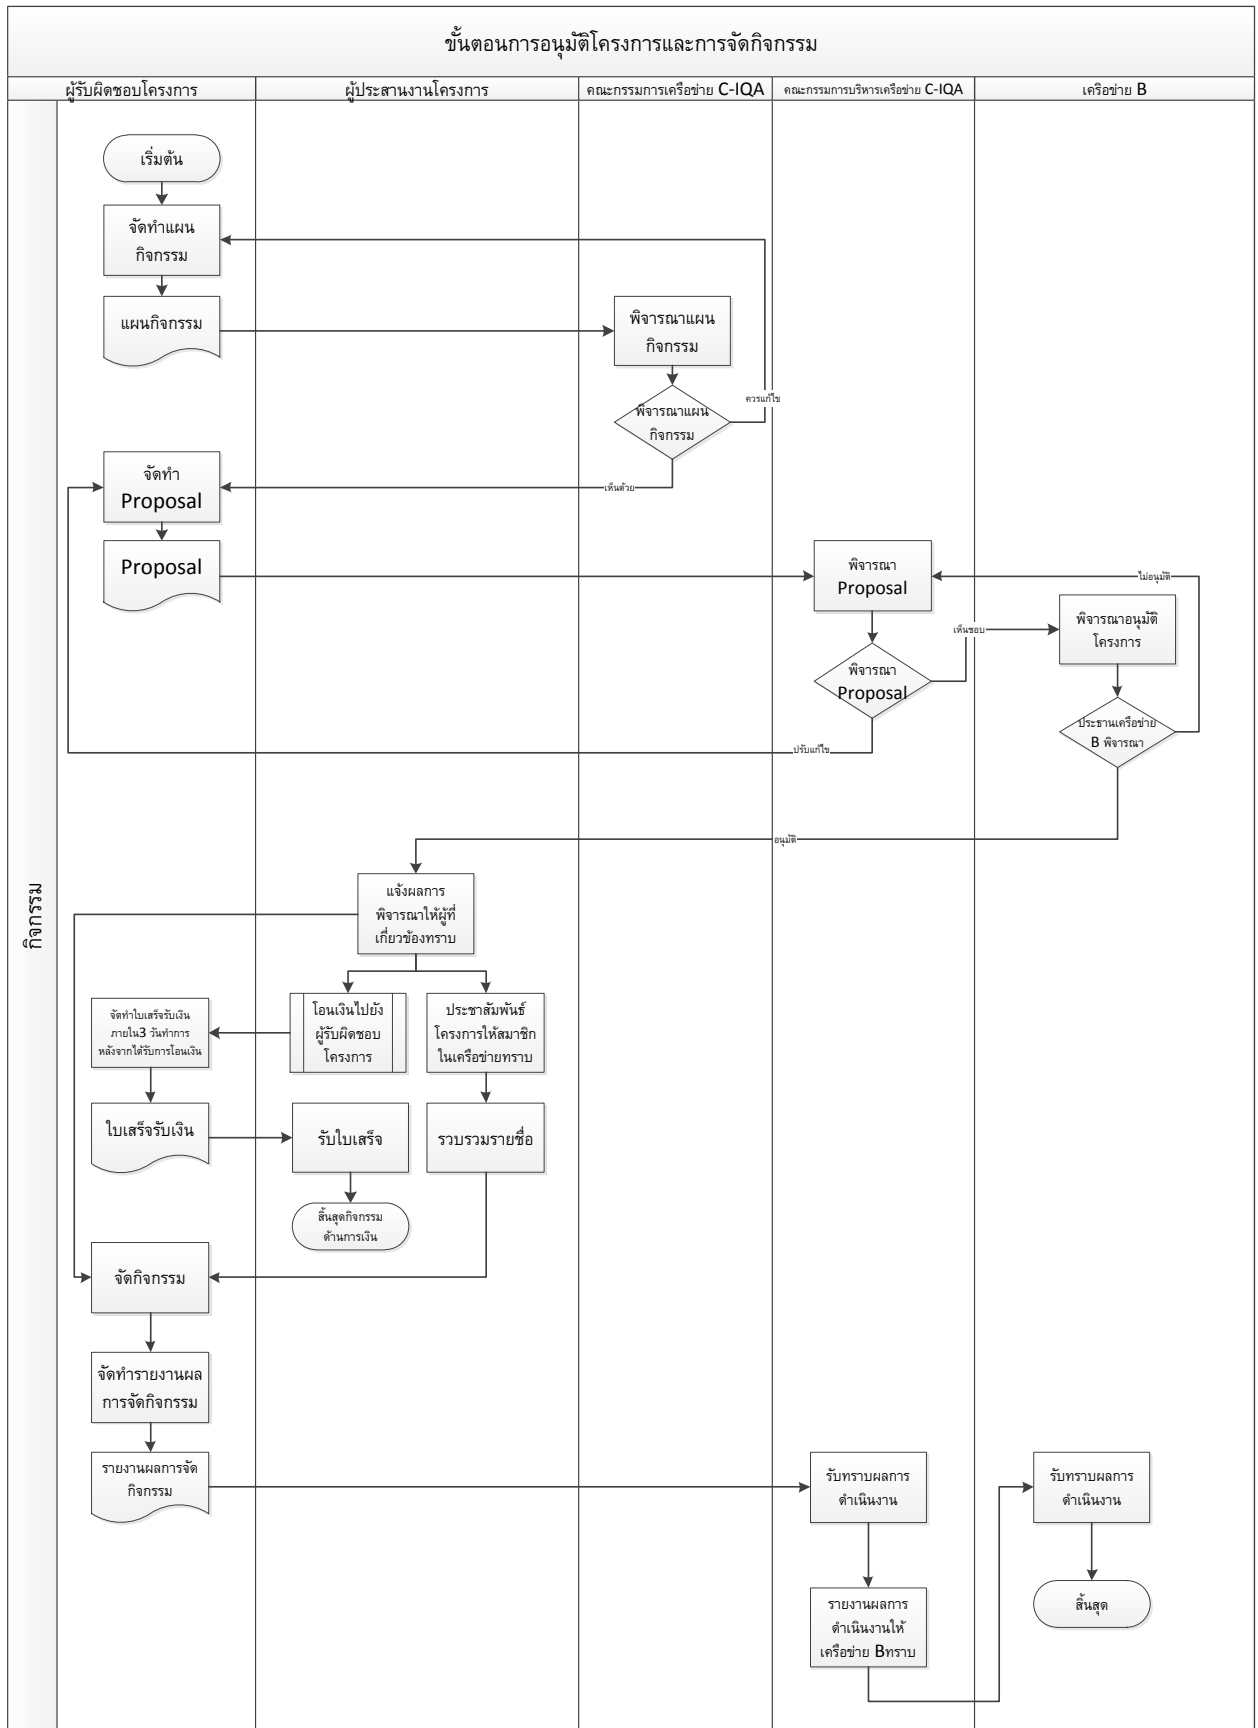 ขั้นตอนการอนุมัติโครงการและการจัดกิจกรรม
ผู้รับผิดชอบโครงการ
ผู้ประสานงานโครงการ
คณะกรรมการเครือข่าย C-IQA
คณะกรรมการบริหารเครือข่าย C-IQA
เครือข่าย B
กิจกรรม
เริ่มต้น
จัดทำแผน
กิจกรรม
แผนกิจกรรม
พิจารณาแผน
กิจกรรม
พิจารณาแผน
กิจกรรม
ควรแก้ไข
เห็นด้วย
จัดทำ
Proposal
Proposal
พิจารณา
Proposal
พิจารณา
Proposal
เห็นชอบ
ปรับแก้ไข
ไม่อนุมัติ
พิจารณาอนุมัติ
โครงการ
ประธานเครือข่าย
B พิจารณา
อนุมัติ
แจ้งผลการ
พิจารณาให้ผู้ที่
เกี่ยวข้องทราบ
จัดทำใบเสร็จรับเงิน
ภายใน3 วันทำการ
หลังจากได้รับการโอนเงิน
โอนเงินไปยัง
ผู้รับผิดชอบ
โครงการ
ประชาสัมพันธ์
โครงการให้สมาชิก
ในเครือข่ายทราบ
ใบเสร็จรับเงิน
รับใบเสร็จ
รวบรวมรายชื่อ
สิ้นสุดกิจกรรม
ด้านการเงิน
จัดกิจกรรม
จัดทำรายงานผล
การจัดกิจกรรม
รายงานผลการจัด
กิจกรรม
รับทราบผลการ
ดำเนินงาน
รับทราบผลการ
ดำเนินงาน
รายงานผลการ
ดำเนินงานให้
เครือข่าย Bทราบ
สิ้นสุด